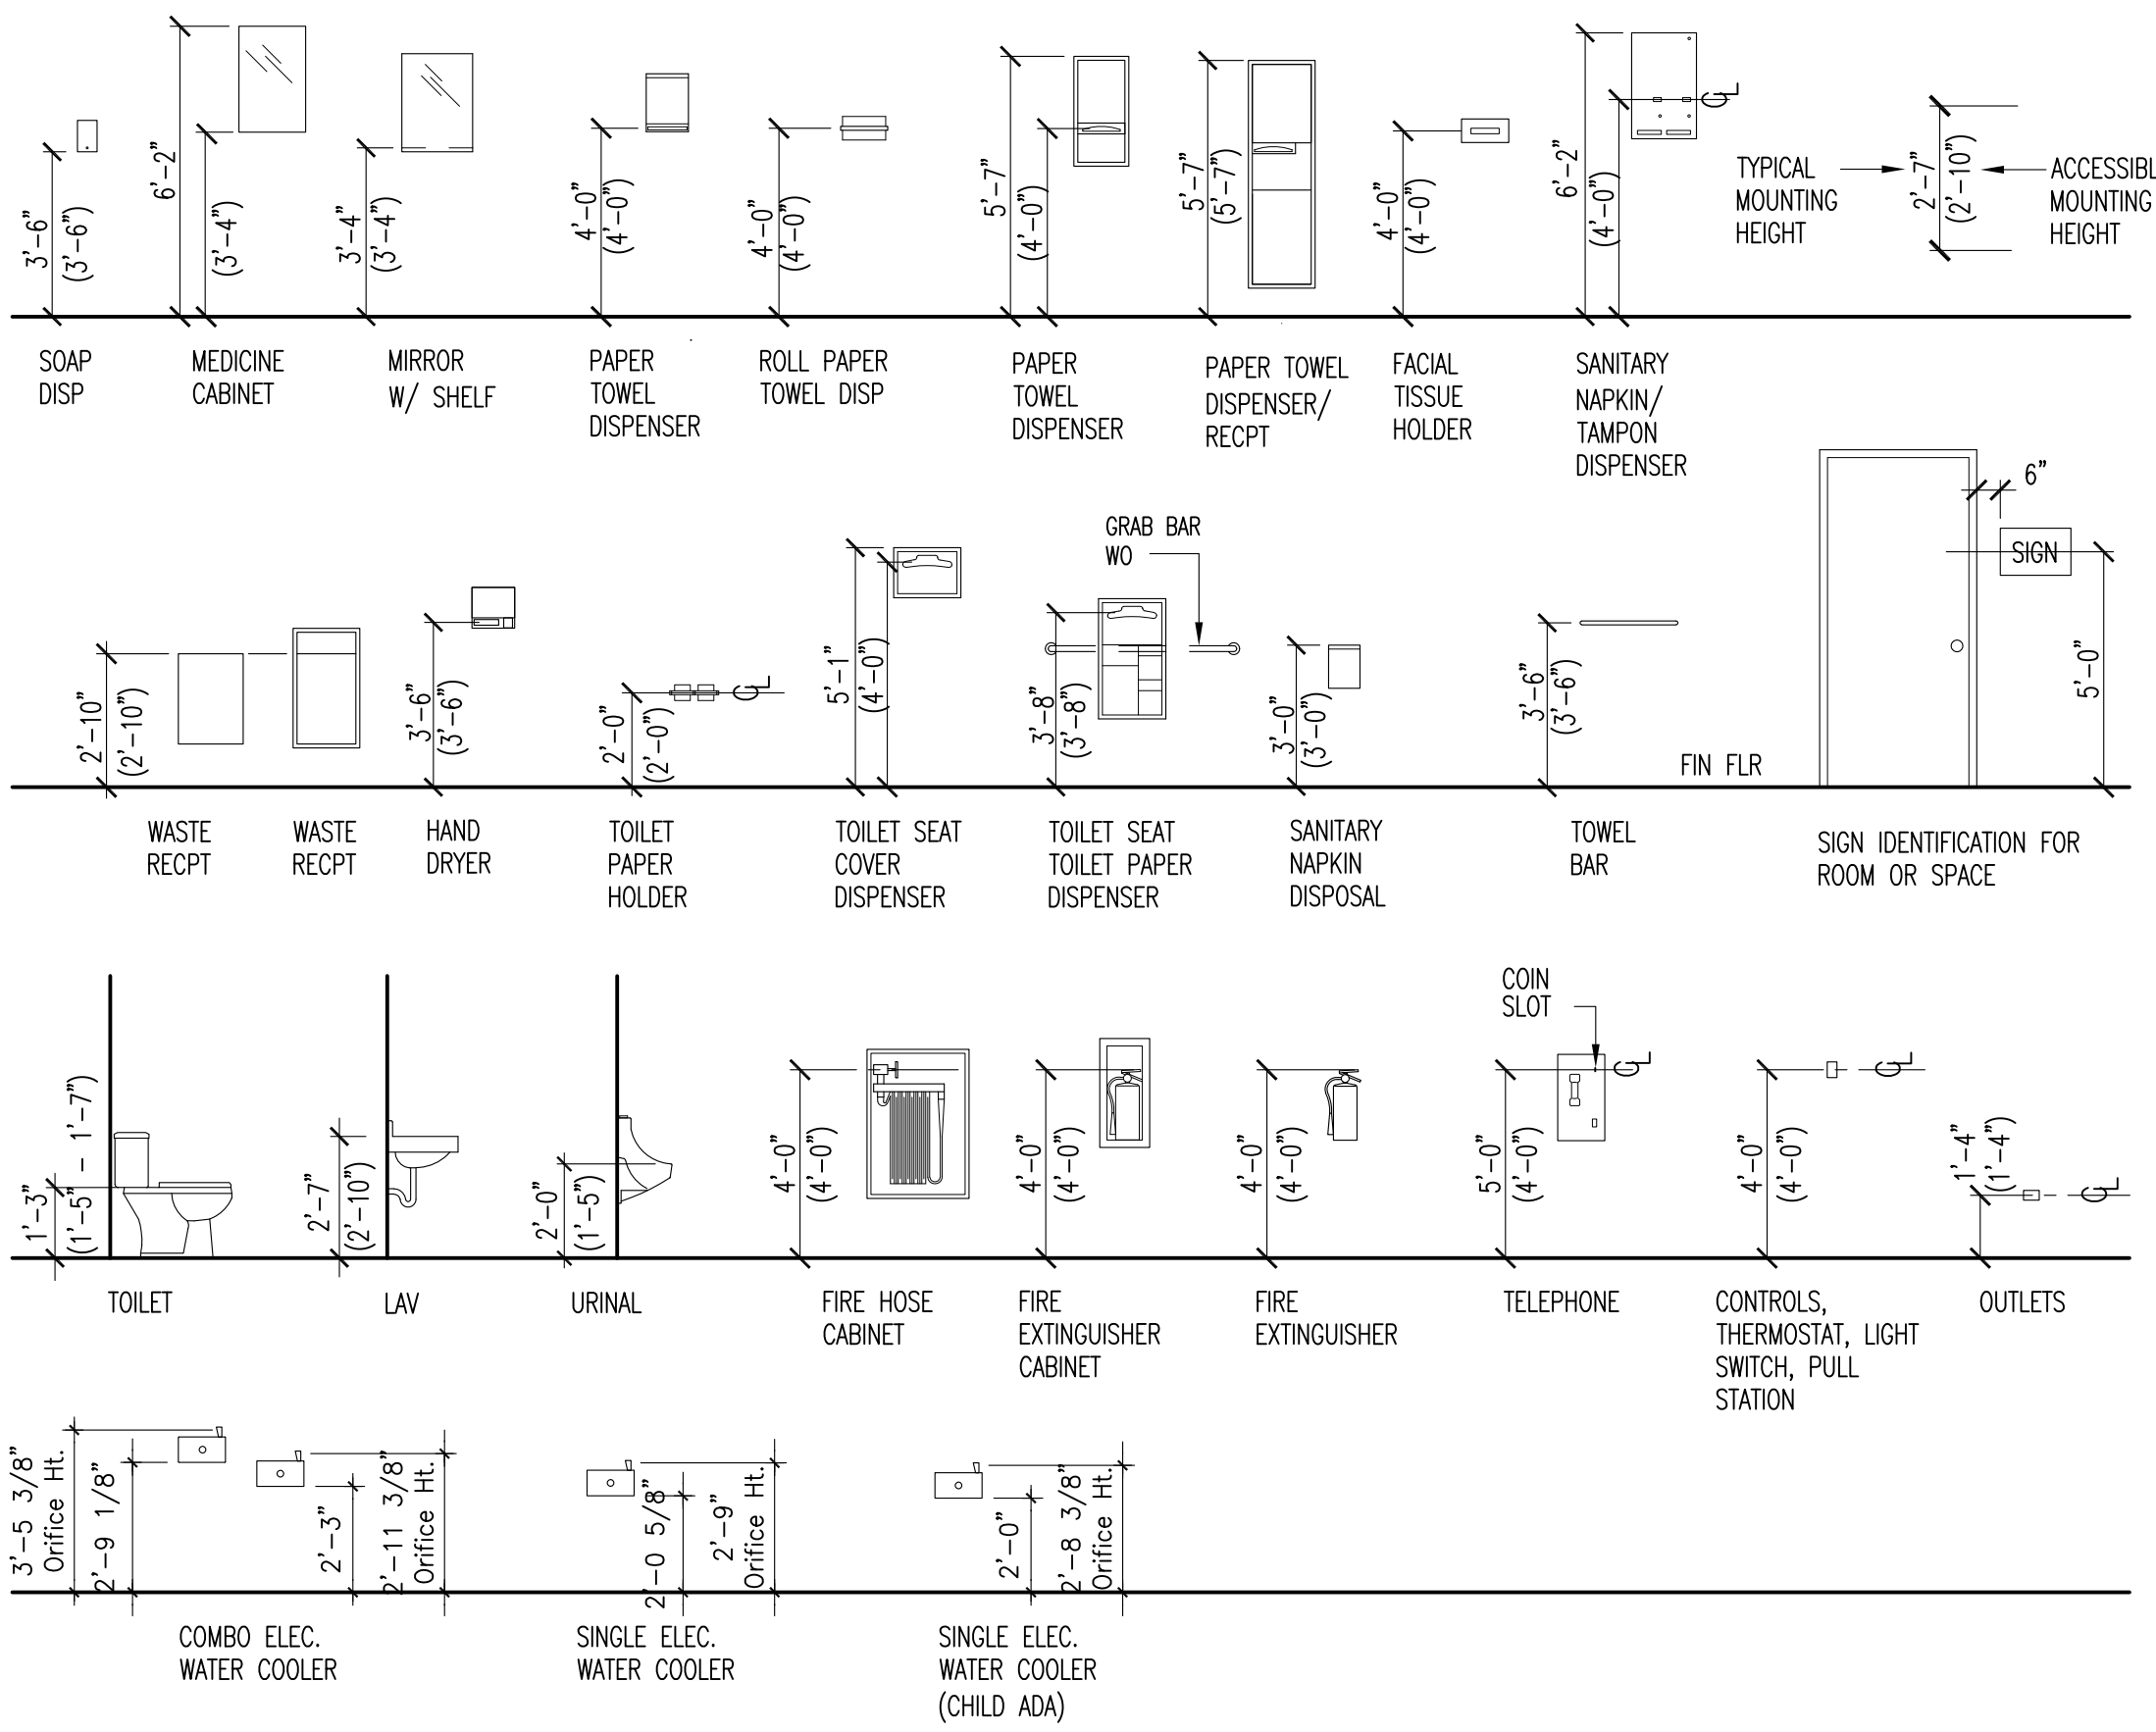 6'-2"
3'-6"
(3'-6")
(3'-4")
3'-4"
(3'-4")
4'-0"
(4'-0")
4'-0"
(4'-0")
5'-7"
(4'-0")
5'-7"
(5'-7")
4'-0"
(4'-0")
6'-2"
(4'-0")
CL
TYPICAL
MOUNTING
HEIGHT
2'-7"
(2'-10")
ACCESSIBL
MOUNTING
HEIGHT
SOAP
DISP
MEDICINE
CABINET
MIRROR
W/ SHELF
PAPER
TOWEL
DISPENSER
ROLL PAPER
TOWEL DISP
PAPER
TOWEL
DISPENSER
PAPER TOWEL
DISPENSER/
RECPT
FACIAL
TISSUE
HOLDER
SANITARY
NAPKIN/
TAMPON
DISPENSER
2'-10"
(2'-10")
3'-6"
(3'-6")
2'-0"
(2'-0")
CL
5'-1"
(4'-0")
3'-8"
(3'-8")
GRAB BAR
WO
3'-0"
(3'-0")
3'-6"
(3'-6")
FIN FLR
6"
SIGN
5'-0"
WASTE
RECPT
WASTE
RECPT
HAND
DRYER
TOILET
PAPER
HOLDER
TOILET SEAT
COVER
DISPENSER
TOILET SEAT
TOILET PAPER
DISPENSER
SANITARY
NAPKIN
DISPOSAL
TOWEL
BAR
SIGN IDENTIFICATION FOR
ROOM OR SPACE
1'-3"
(1'-5" - 1'-7")
2'-7"
(2'-10")
2'-0"
(1'-5")
4'-0"
(4'-0")
4'-0"
(4'-0")
4'-0"
(4'-0")
COIN
SLOT
5'-0"
(4'-0")
CL
4'-0"
(4'-0")
CL
1'-4"
(1'-4")
CL
TOILET
LAV
URINAL
FIRE HOSE
CABINET
FIRE
EXTINGUISHER
CABINET
FIRE
EXTINGUISHER
TELEPHONE
CONTROLS,
THERMOSTAT, LIGHT
SWITCH, PULL
STATION
OUTLETS
3'-5 3/8"
Orifice Ht.
2'-9 1/8"
2'-3"
2'-11 3/8"
Orifice Ht.
2'-0 5/8"
2'-9"
Orifice Ht.
2'-0"
2'-8 3/8"
Orifice Ht.
COMBO ELEC.
WATER COOLER
SINGLE ELEC.
WATER COOLER
SINGLE ELEC.
WATER COOLER
(CHILD ADA)